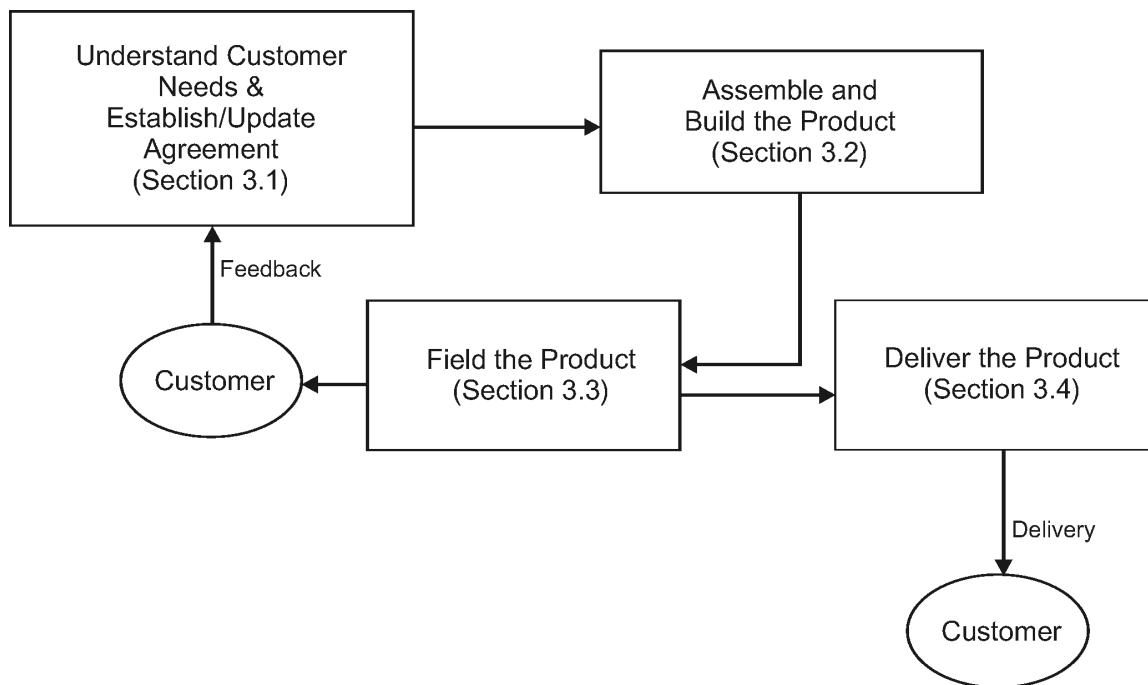 Understand Customer
Needs &
Establish/Update
Agreement
(Section 3.1)
Assemble and
Build the Product
(Section 3.2)
Feedback
Customer
Field the Product
(Section 3.3)
Deliver the Product
(Section 3.4)
Delivery
Customer